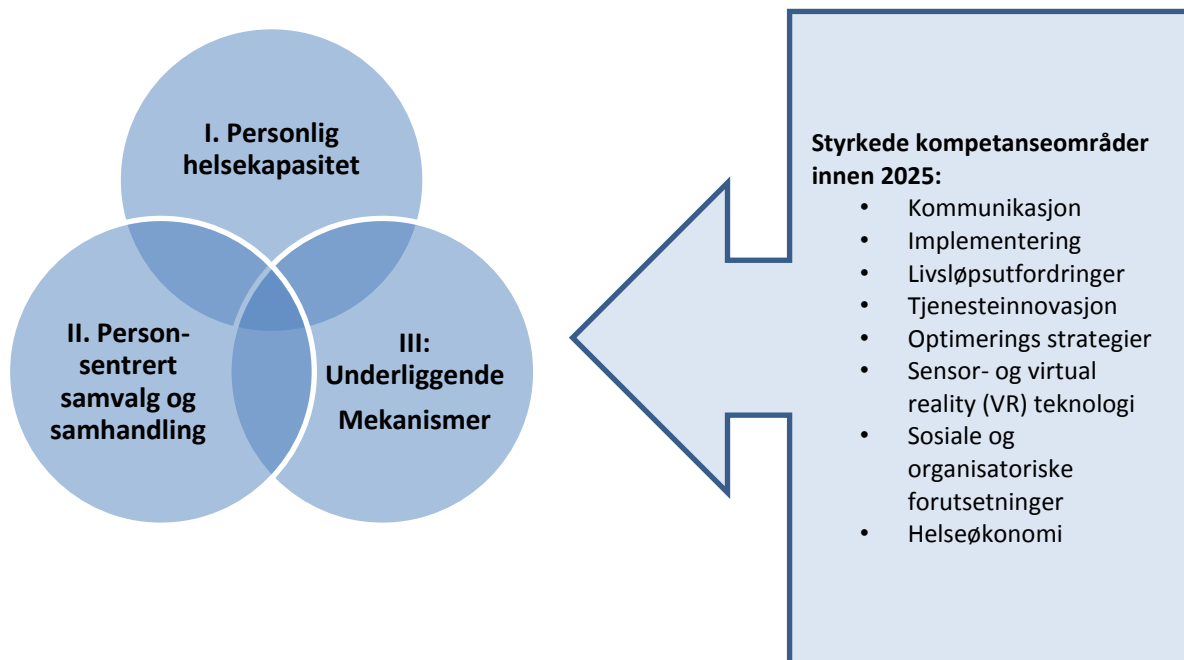 I. Personlig
helsekapasitet
II. Person-
sentrert
samvalg og
samhandling
III:
Underliggende
Mekanismer
Styrkede kompetanseområder
innen 2025:
• Kommunikasjon
• Implementering
• Livsløpsutfordringer
• Tjenesteinnovasjon
• Optimerings strategier
• Sensor- og virtual
reality (VR) teknologi
• Sosiale og
organisatoriske
forutsetninger
• Helseøkonomi